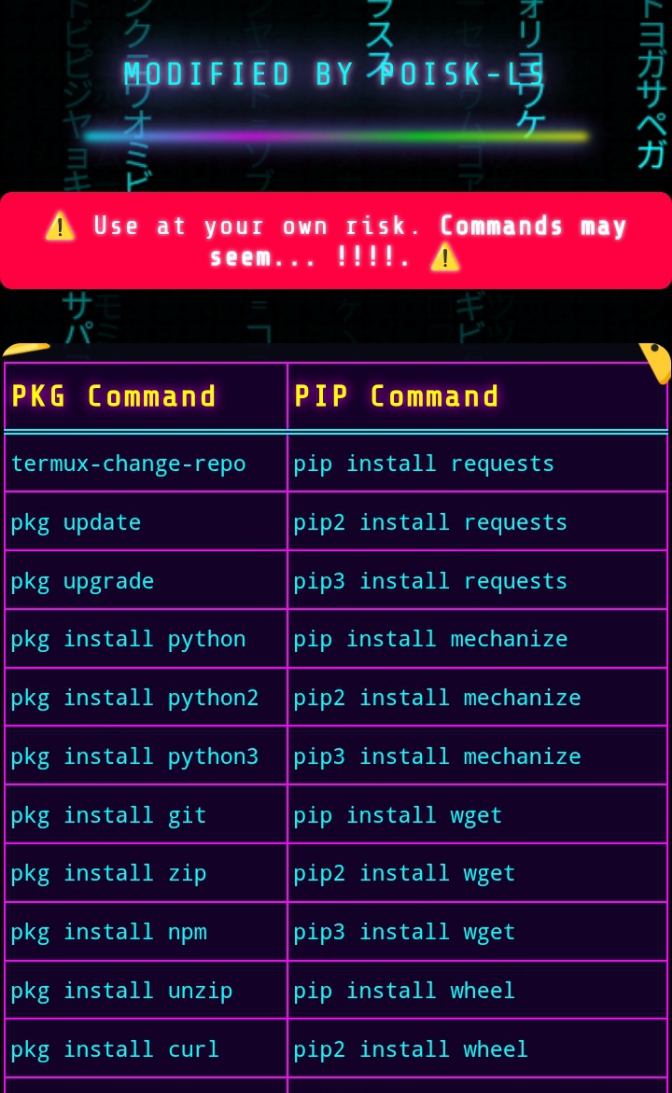 MODIFIED BY POISK-LS
⚠️ Use at your own risk. Commands may
seem... !!!!. ⚠️
PKG Command PIP Command
termux-change-repo pip install requests
pkg update pip2 install requests
pkg upgrade pip3 install requests
pkg install python pip install mechanize
pkg install python2 pip2 install mechanize
pkg install python3 pip3 install mechanize
pkg install git pip install wget
pkg install zip pip2 install wget
pkg install npm pip3 install wget
pkg install unzip pip install wheel
pkg install curl pip2 install wheel